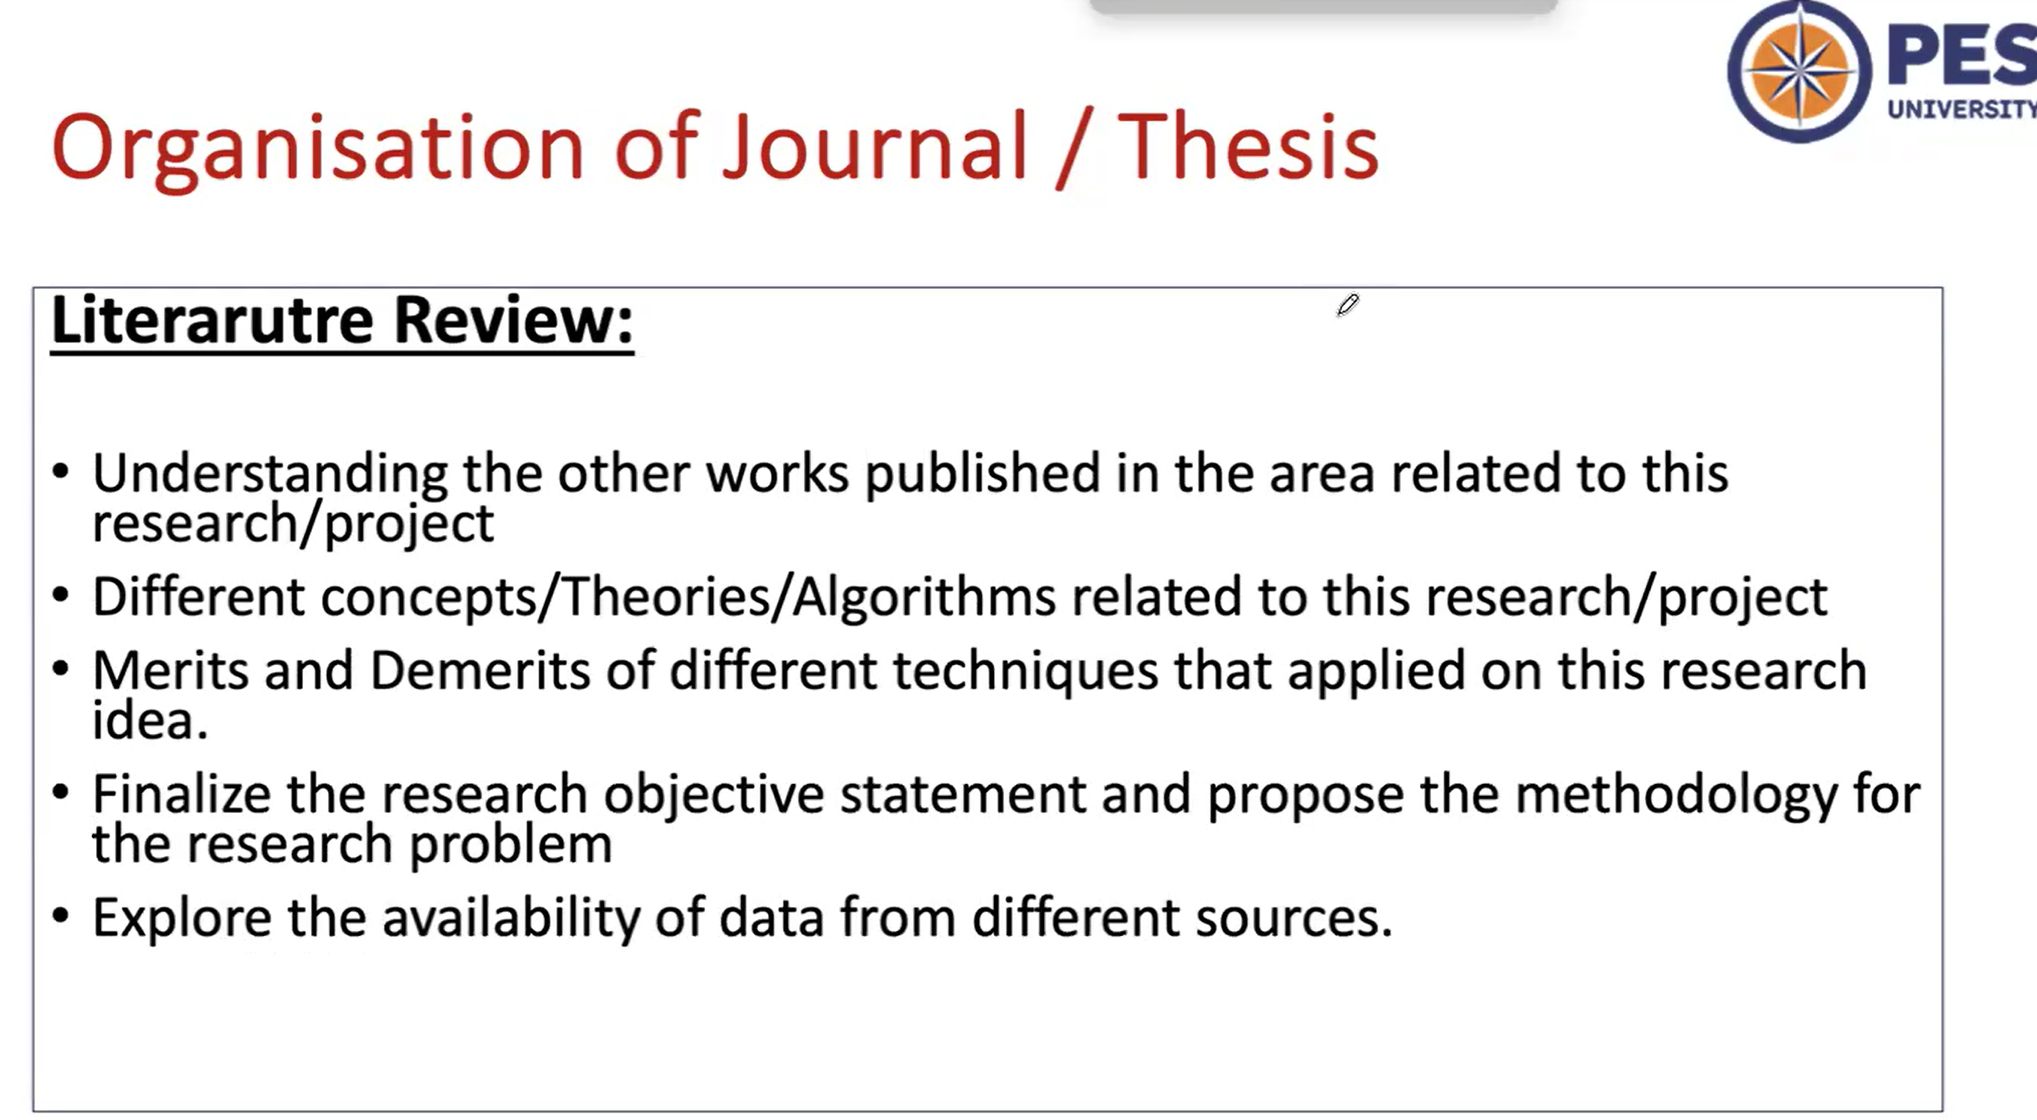 PES
UNIVERSITY
Organisation of Journal / Thesis
Literarutre Review:
• Understanding the other works published in the area related to this
research/project
• Different concepts/Theories/Algorithms related to this research/project
• Merits and Demerits of different techniques that applied on this research
idea.
• Finalize the research objective statement and propose the methodology for
the research problem
• Explore the availability of data from different sources.